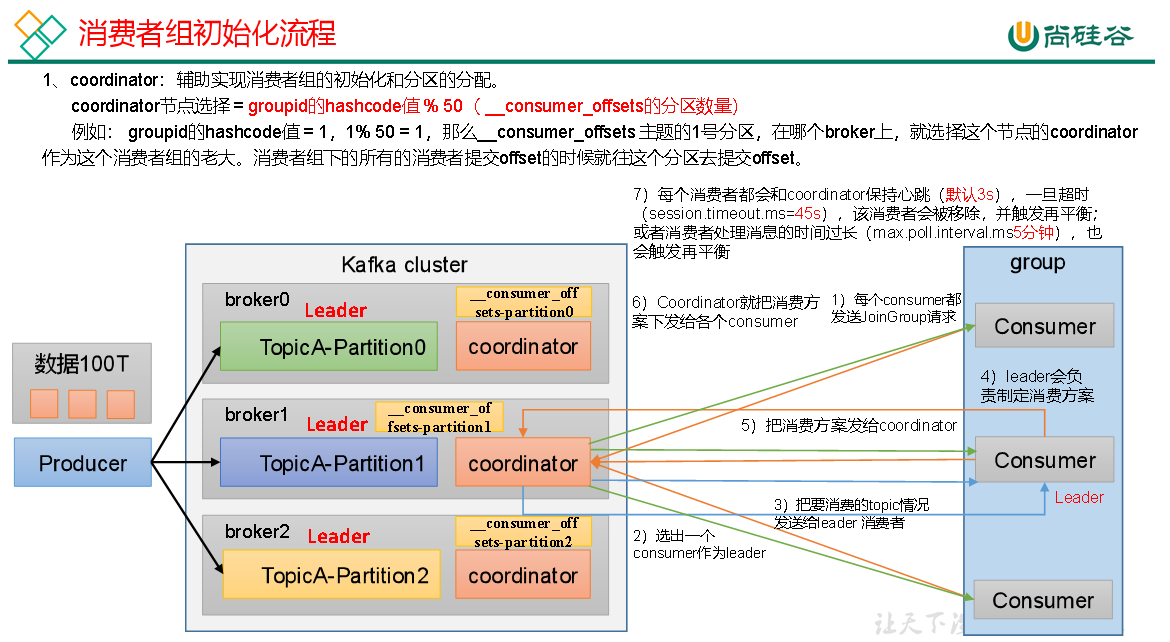 消费者组初始化流程
尚硅谷
1、coordinator：辅助实现消费者组的初始化和分区的分配。
coordinator节点选择 = groupid的hashcode值 % 50（ __consumer_offsets的分区数量）
例如： groupid的hashcode值 = 1，1% 50 = 1，那么__consumer_offsets 主题的1号分区，在哪个broker上，就选择这个节点的coordinator
作为这个消费者组的老大。消费者组下的所有的消费者提交offset的时候就往这个分区去提交offset。
7）每个消费者都会和coordinator保持心跳（默认3s），一旦超时
（session.timeout.ms=45s），该消费者会被移除，并触发再平衡；
或者消费者处理消息的时间过长（max.poll.interval.ms5分钟），也
会触发再平衡
Kafka cluster
group
broker0
Leader
__consumer_off
sets-partition0
TopicA-Partition0
coordinator
6）Coordinator就把消费方
案下发给各个consumer
1）每个consumer都
发送JoinGroup请求
Consumer
数据100T
4）leader会负
责制定消费方案
broker1
Leader
__consumer_of
fsets-partition1
TopicA-Partition1
coordinator
5）把消费方案发给coordinator
Producer
Consumer
Leader
3）把要消费的topic情况
发送给leader 消费者
broker2
Leader
__consumer_off
sets-partition2
TopicA-Partition2
coordinator
2）选出一个
consumer作为leader
Consumer
让天下